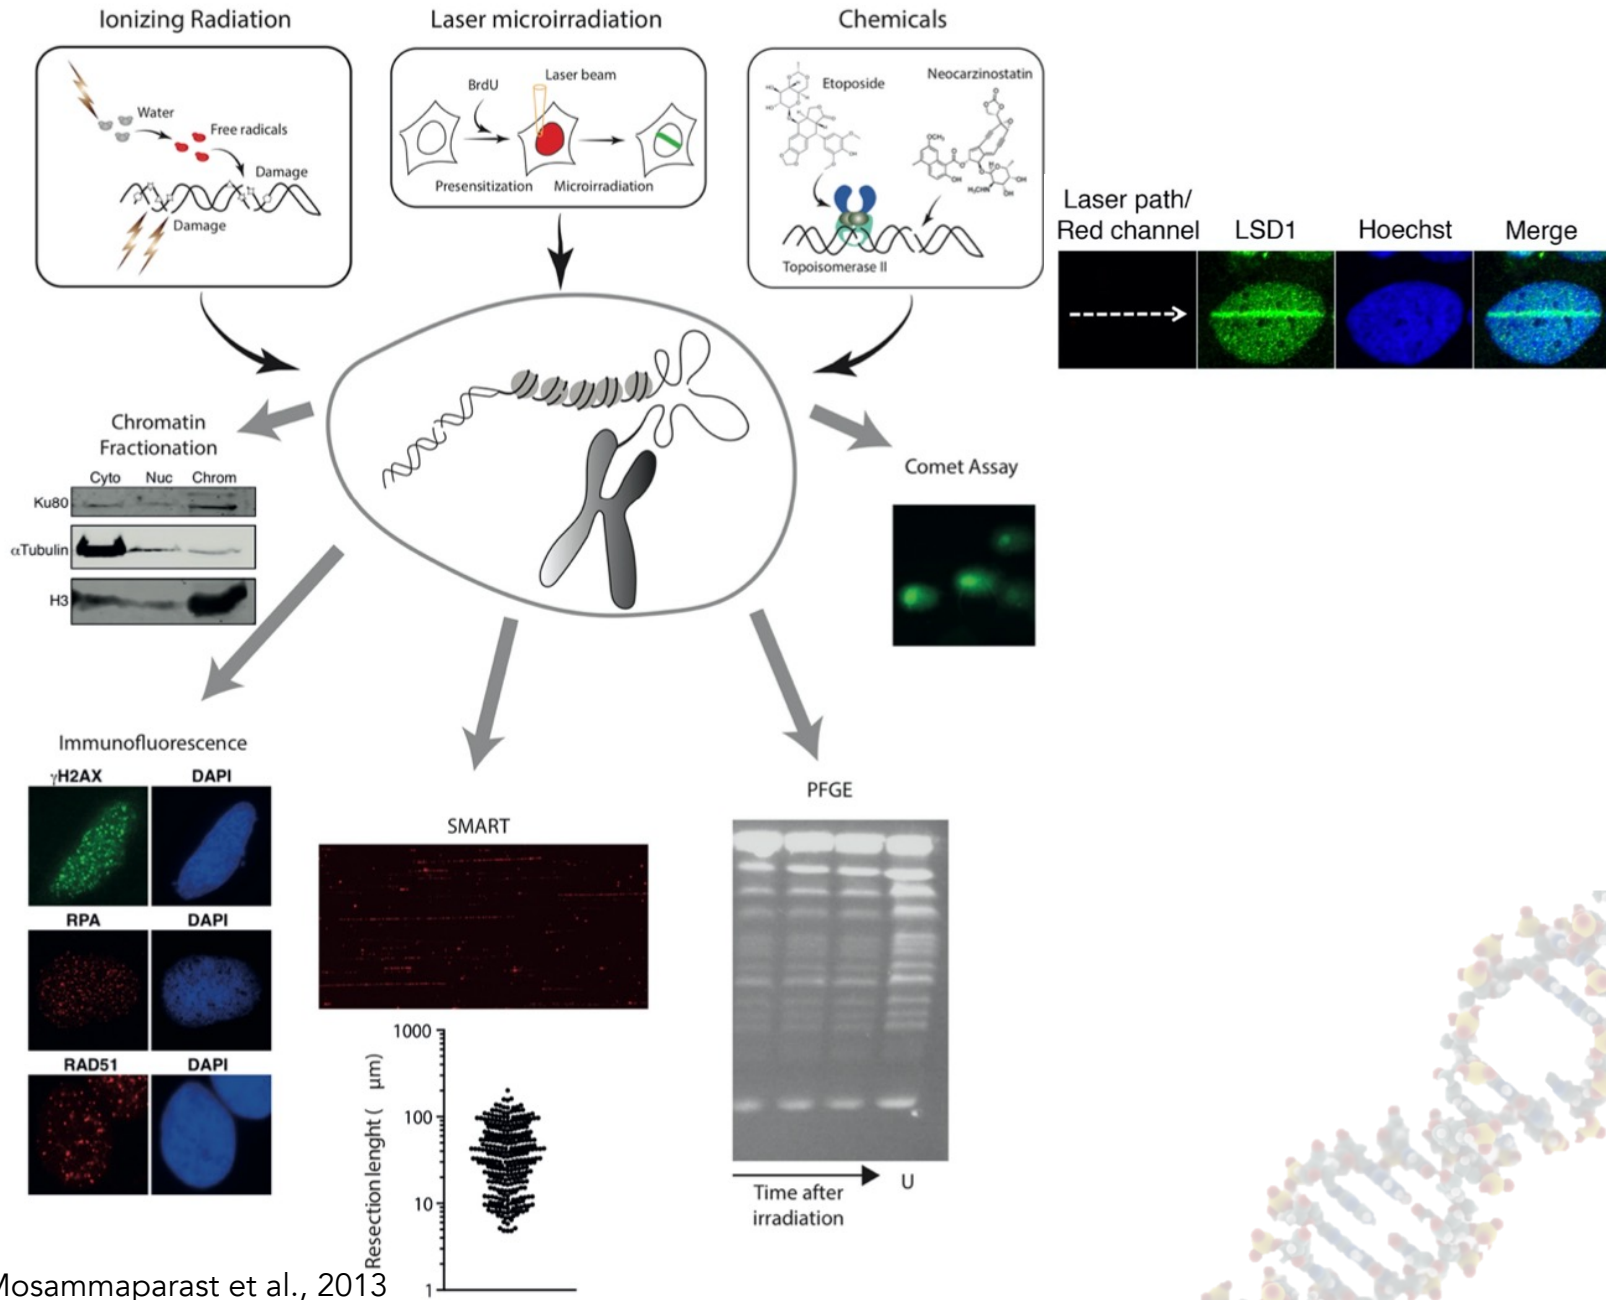 Ionizing Radiation
Water
Free radicals
Damage
Damage
Laser microirradiation
BrdU
Laser beam
Presensitization
Microirradiation
Chemicals
Etoposide
Neocarzinostatin
Topoisomerase II
Laser path/
Red channel
LSD1
Hoechst
Merge
Chromatin
Fractionation
Cyto
Nuc
Chrom
Ku80
αTubulin
H3
Comet Assay
Immunofluorescence
γH2AX
DAPI
RPA
DAPI
RAD51
DAPI
SMART
1000
100
10
1
Resection lenght ( μm)
PFGE
Time after
irradiation
U
Mosammaparast et al., 2013